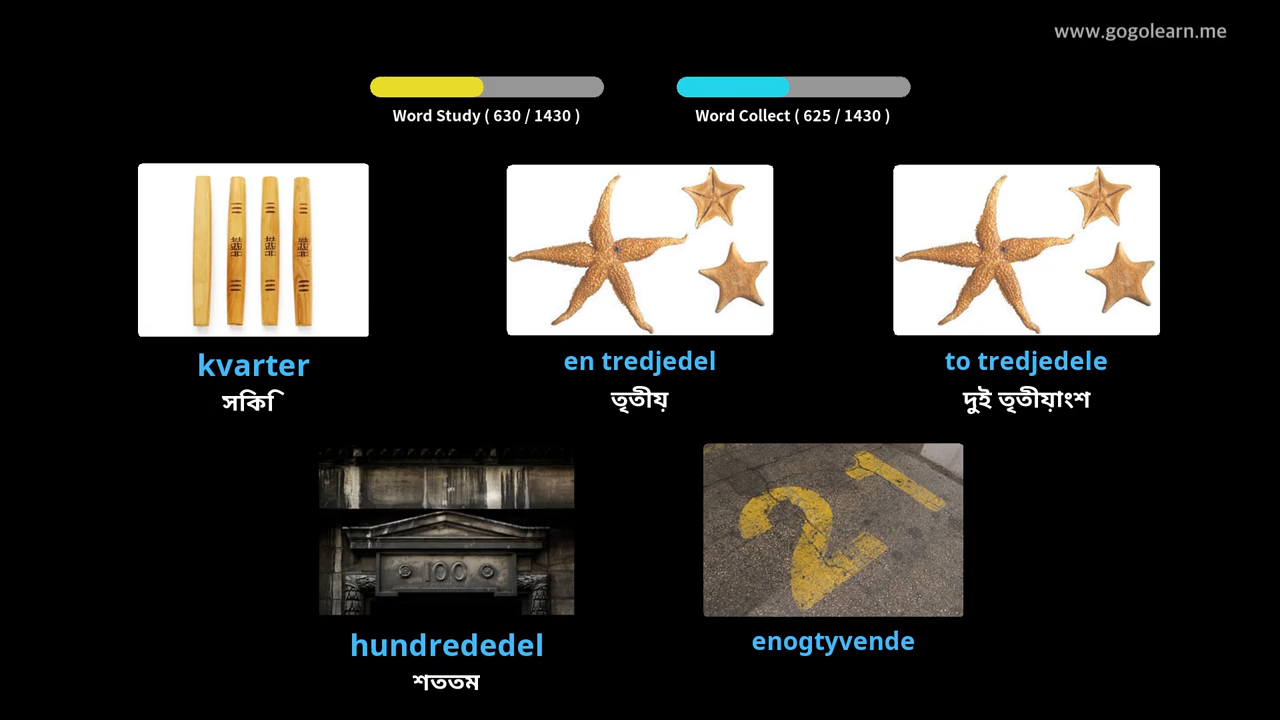 www.gogolearn.me
Word Study ( 630 / 1430 )
Word Collect ( 625 / 1430 )
kvarter
সিকি
en tredjedel
তৃতীয়
to tredjedele
দুই তৃতীয়াংশ
100
hundrededel
শততম
21
enogtyvende